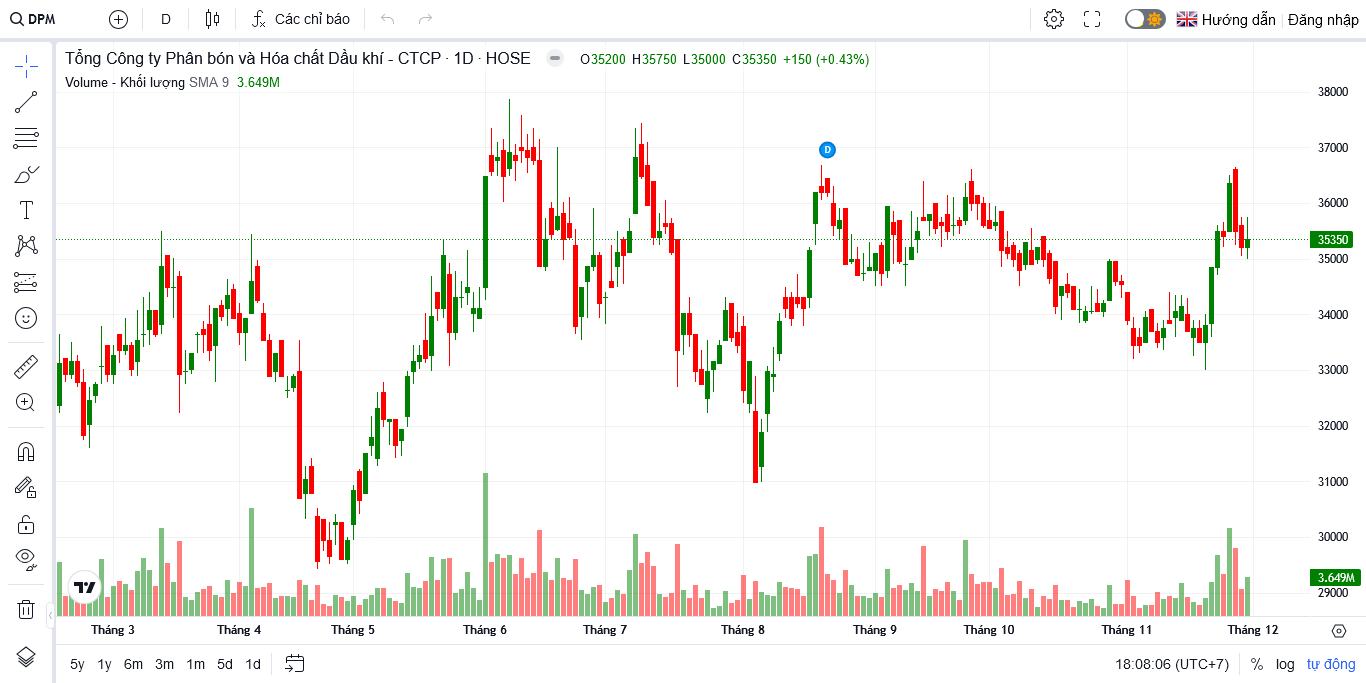 DPM D Các chỉ báo Hướng dẫn Đăng nhập
Tổng Công ty Phân bón và Hóa chất Dầu khí - CTCP · 1D · HOSE O35200 H35750 L35000 C35350 +150 (+0.43%)
Volume - Khối lượng SMA 9 3.649M
38000
37000
D
36000
35350
35000
34000
33000
32000
31000
30000
3.649M
29000
Tháng 3 Tháng 4 Tháng 5 Tháng 6 Tháng 7 Tháng 8 Tháng 9 Tháng 10 Tháng 11 Tháng 12
5y 1y 6m 3m 1m 5d 1d 18:08:06 (UTC+7) % log tự động